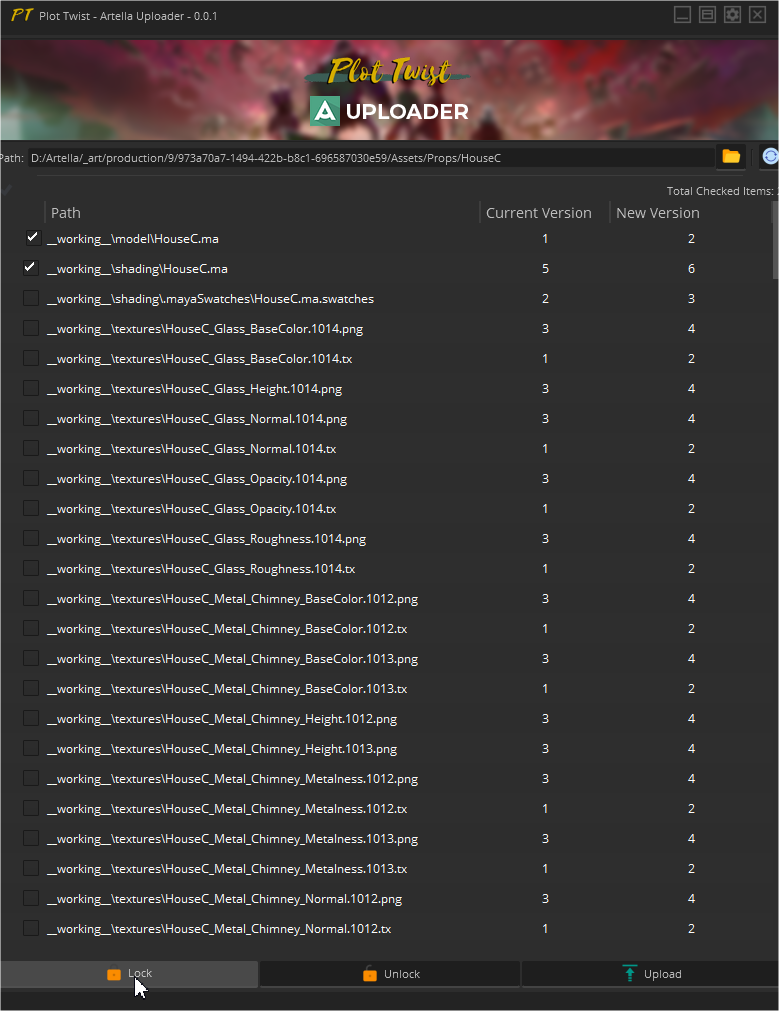 PT Plot Twist - Artella Uploader - 0.0.1
Plot Twist
A UPLOADER
Path: D:/Artella/_art/production/9/973a70a7-1494-422b-b8c1-696587030e59/Assets/Props/HouseC
Total Checked Items:
Path Current Version New Version
__working__\model\HouseC.ma 1 2
__working__\shading\HouseC.ma 5 6
__working__\shading\.mayaSwatches\HouseC.ma.swatches 2 3
__working__\textures\HouseC_Glass_BaseColor.1014.png 3 4
__working__\textures\HouseC_Glass_BaseColor.1014.tx 1 2
__working__\textures\HouseC_Glass_Height.1014.png 3 4
__working__\textures\HouseC_Glass_Normal.1014.png 3 4
__working__\textures\HouseC_Glass_Normal.1014.tx 1 2
__working__\textures\HouseC_Glass_Opacity.1014.png 3 4
__working__\textures\HouseC_Glass_Opacity.1014.tx 1 2
__working__\textures\HouseC_Glass_Roughness.1014.png 3 4
__working__\textures\HouseC_Glass_Roughness.1014.tx 1 2
__working__\textures\HouseC_Metal_Chimney_BaseColor.1012.png 3 4
__working__\textures\HouseC_Metal_Chimney_BaseColor.1012.tx 1 2
__working__\textures\HouseC_Metal_Chimney_BaseColor.1013.png 3 4
__working__\textures\HouseC_Metal_Chimney_BaseColor.1013.tx 1 2
__working__\textures\HouseC_Metal_Chimney_Height.1012.png 3 4
__working__\textures\HouseC_Metal_Chimney_Height.1013.png 3 4
__working__\textures\HouseC_Metal_Chimney_Metalness.1012.png 3 4
__working__\textures\HouseC_Metal_Chimney_Metalness.1012.tx 1 2
__working__\textures\HouseC_Metal_Chimney_Metalness.1013.png 3 4
__working__\textures\HouseC_Metal_Chimney_Metalness.1013.tx 1 2
__working__\textures\HouseC_Metal_Chimney_Normal.1012.png 3 4
__working__\textures\HouseC_Metal_Chimney_Normal.1012.tx 1 2
Lock Unlock Upload